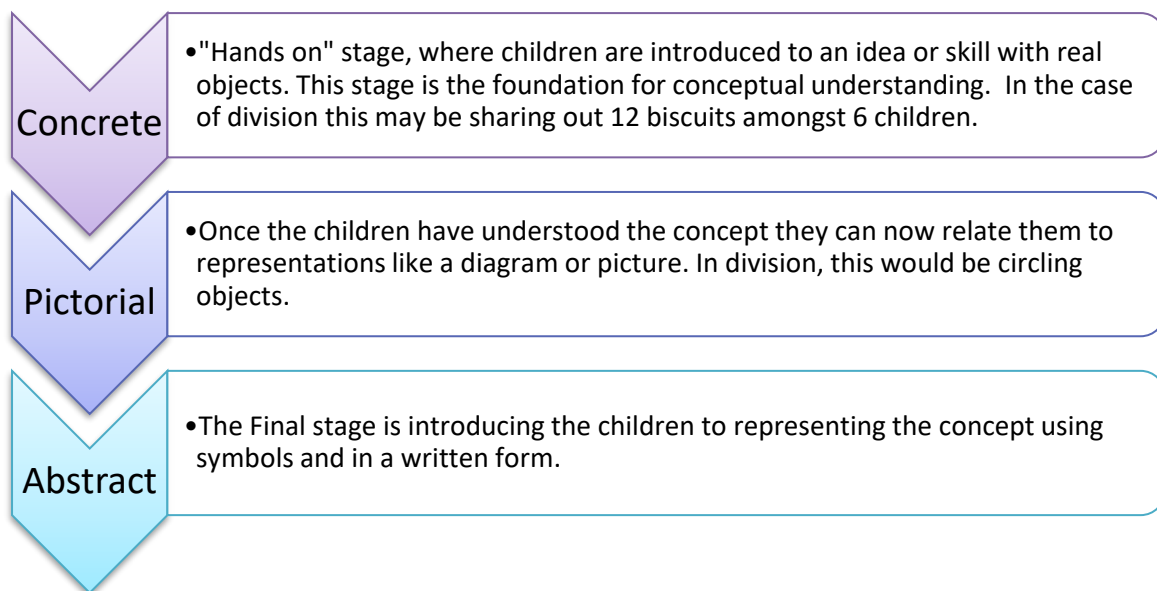 Concrete
•"Hands on" stage, where children are introduced to an idea or skill with real
objects. This stage is the foundation for conceptual understanding.  In the case
of division this may be sharing out 12 biscuits amongst 6 children.
Pictorial
•Once the children have understood the concept they can now relate them to
representations like a diagram or picture. In division, this would be circling
objects.
Abstract
•The Final stage is introducing the children to representing the concept using
symbols and in a written form.